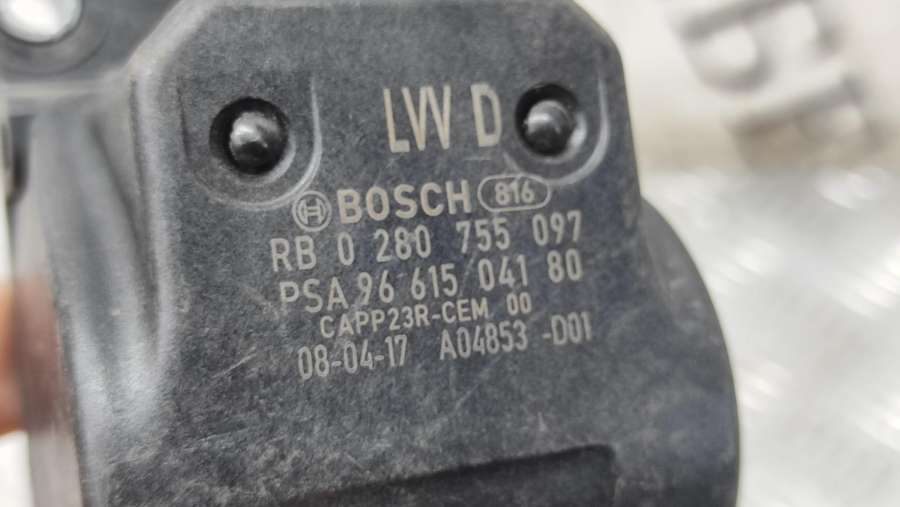 LW D
BOSCH 816
RB 0 280 755 097
PSA 96 615 041 80
CAPP23R-CEM 00
08-04-17 A04853 -D01